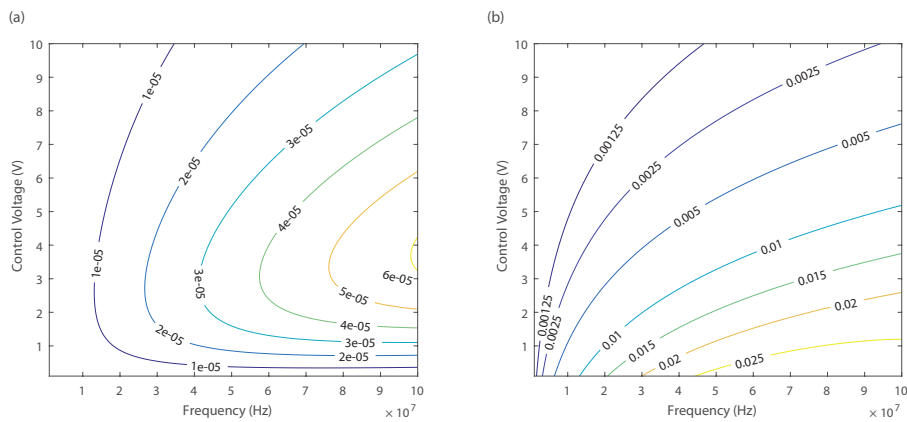 (a)
10
9
8
7
6
5
4
3
2
1
Control Voltage (V)
1e-05
2e-05
3e-05
4e-05
1e-05
3e-05
6e-05
5e-05
4e-05
2e-05
3e-05
2e-05
1e-05
1 2 3 4 5 6 7 8 9 10
Frequency (Hz)
× 10⁷
(b)
10
9
8
7
6
5
4
3
2
1
Control Voltage (V)
0.0025
0.00125
0.0025
0.005
0.005
0.01
0.015
0.02
0.00125
0.0025
0.01
0.015
0.02
0.025
1 2 3 4 5 6 7 8 9 10
Frequency (Hz)
× 10⁷